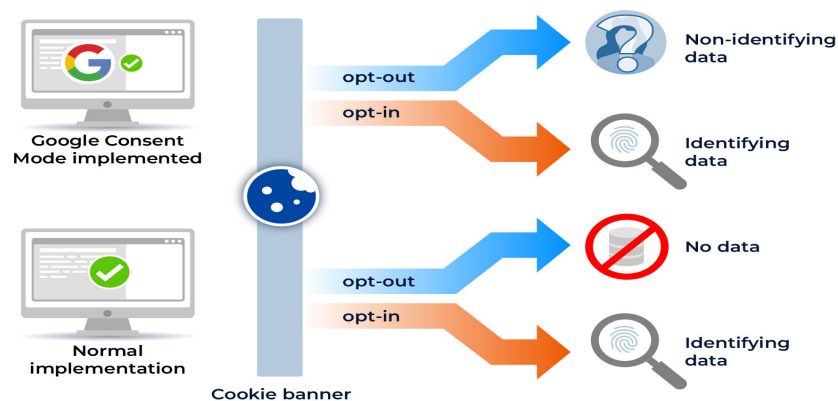 Google Consent
Mode implemented
opt-out
opt-in
Non-identifying
data
Identifying
data
Normal
implementation
Cookie banner
opt-out
opt-in
No data
Identifying
data